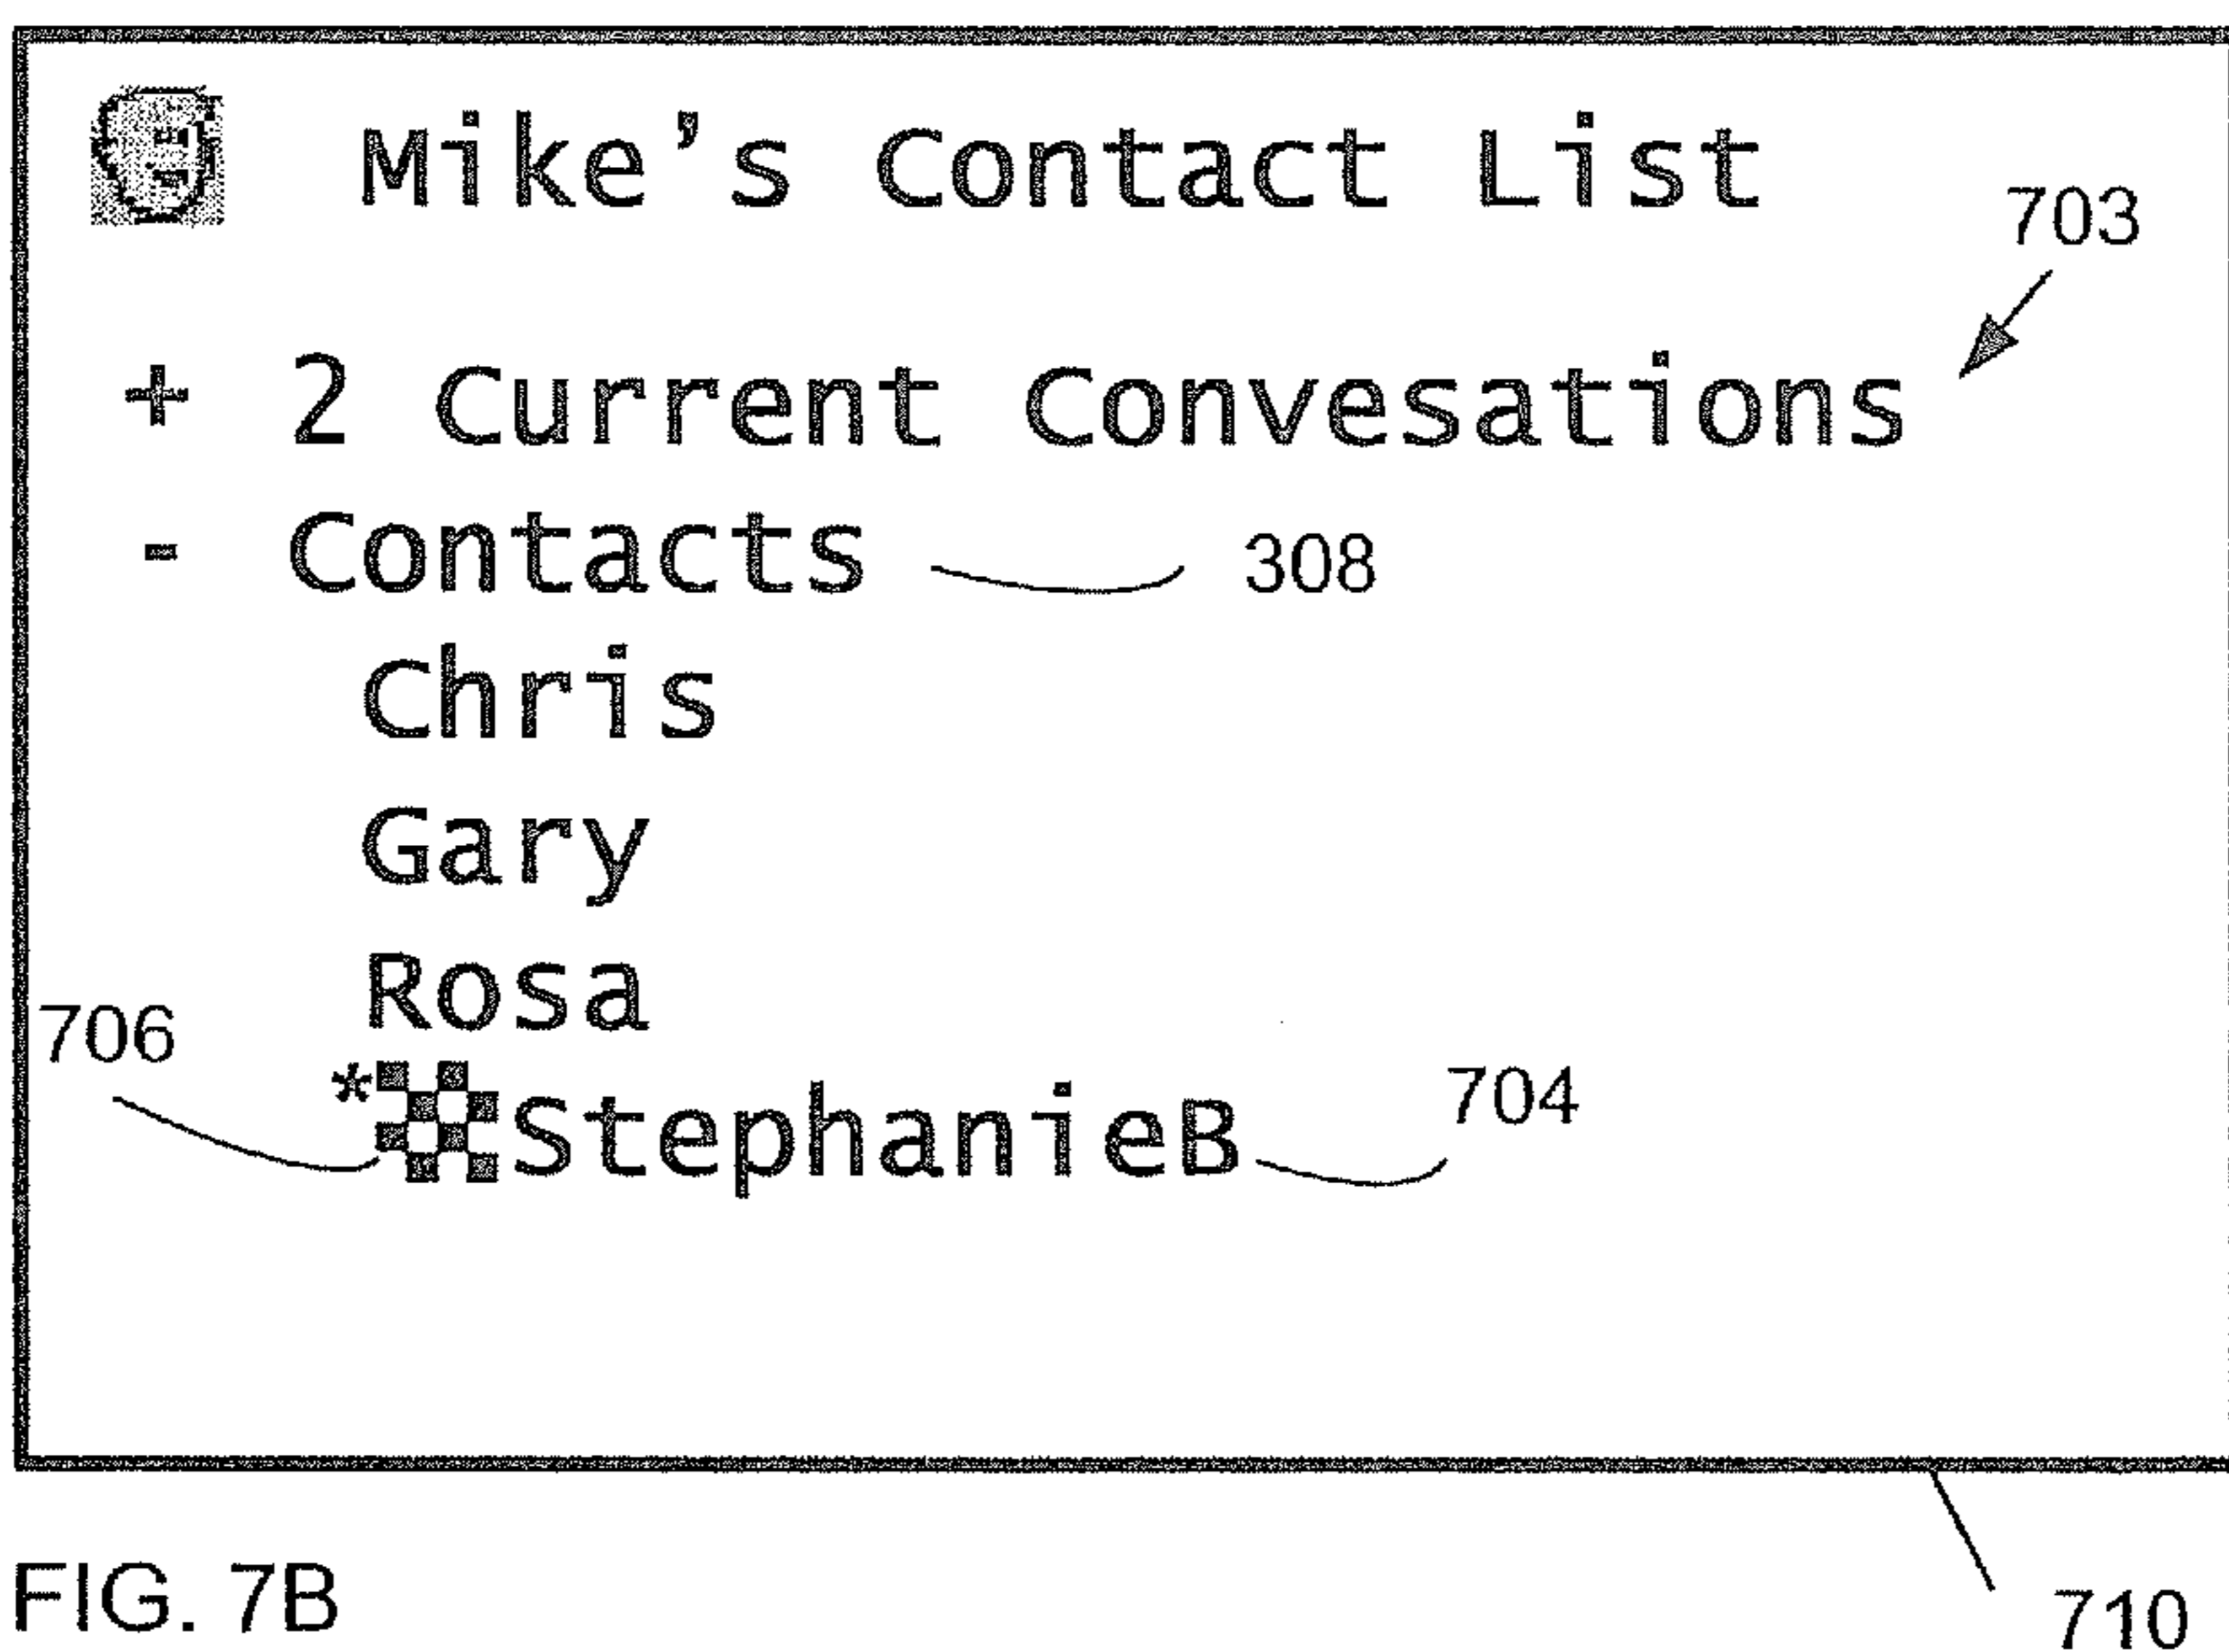 Mike's Contact List
703
+ 2 Current Convesations
- Contacts 308
Chris
Gary
Rosa
706
*StephanieB 704
FIG. 7B
710